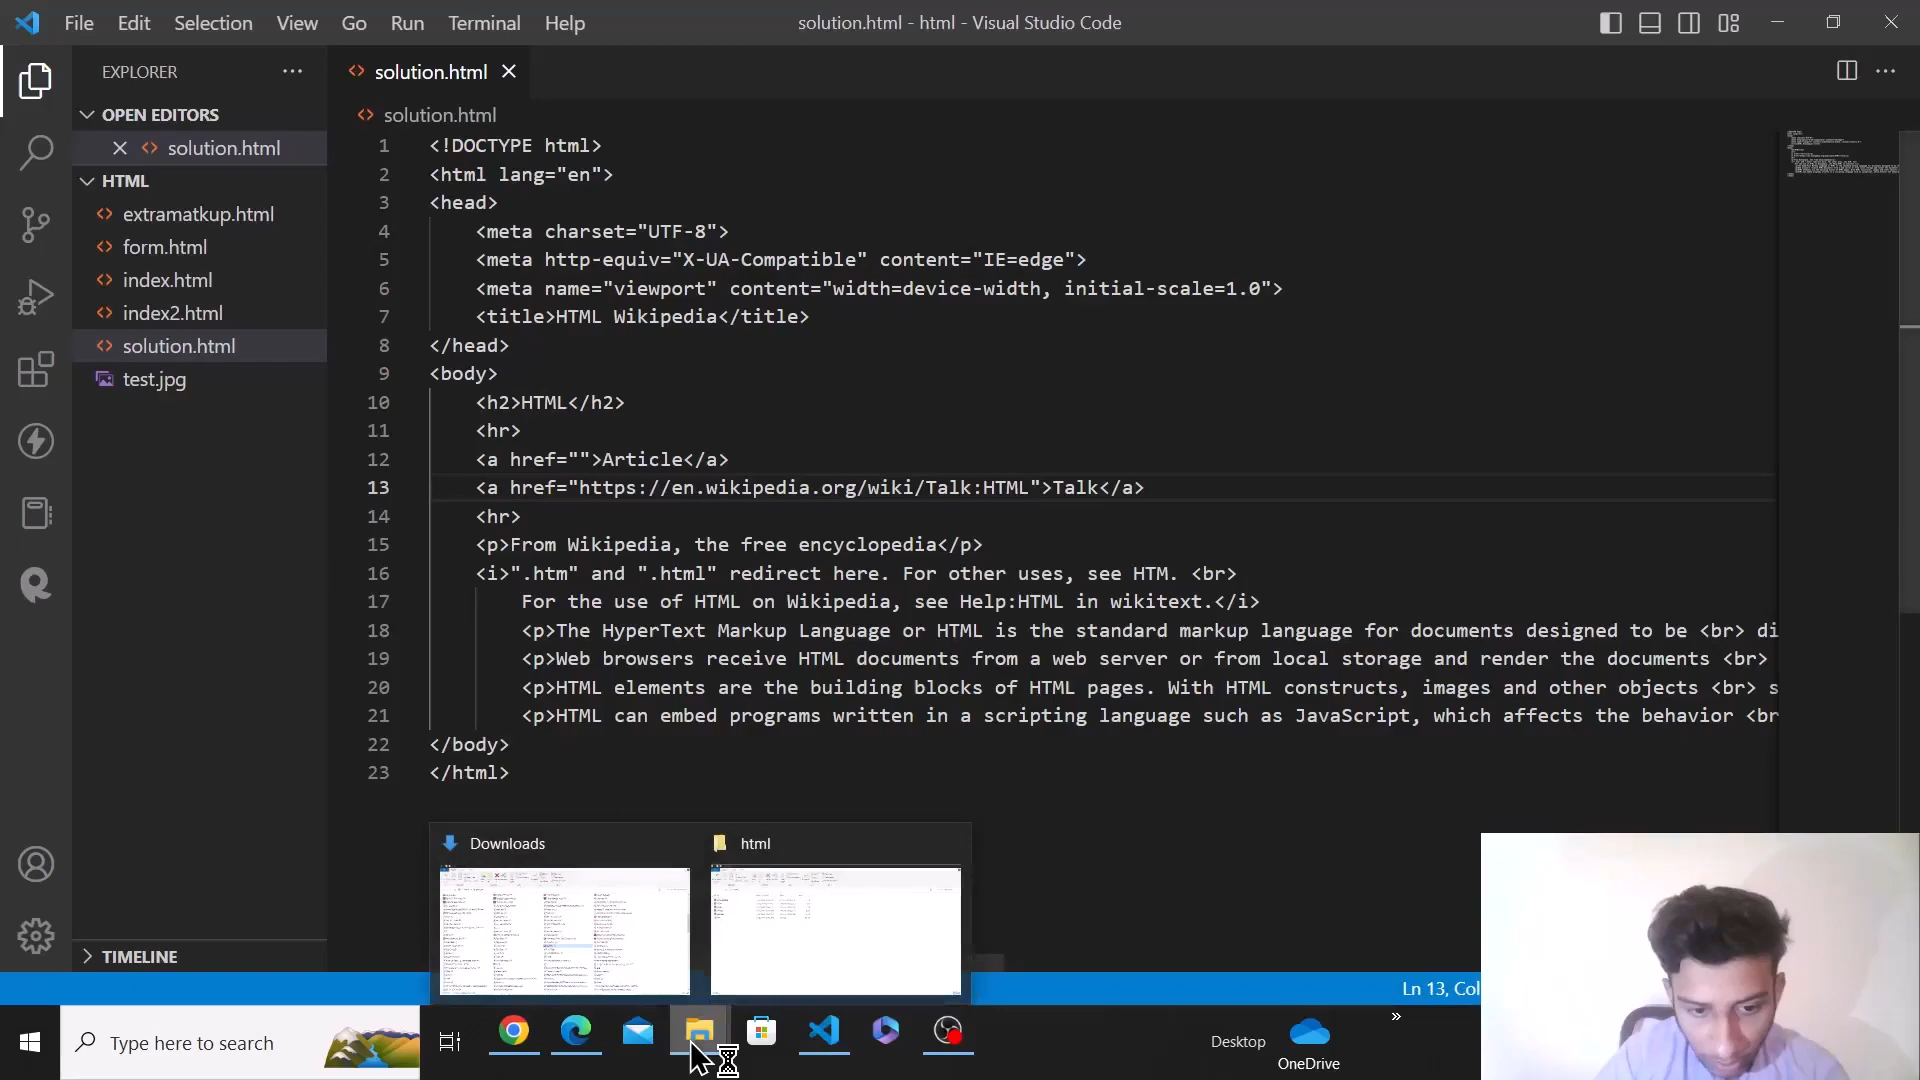 File Edit Selection View Go Run Terminal Help
solution.html - html - Visual Studio Code
EXPLORER
OPEN EDITORS
solution.html
HTML
extramatkup.html
form.html
index.html
index2.html
solution.html
test.jpg
TIMELINE
solution.html
solution.html
1 <!DOCTYPE html>
2 <html lang="en">
3 <head>
4 <meta charset="UTF-8">
5 <meta http-equiv="X-UA-Compatible" content="IE=edge">
6 <meta name="viewport" content="width=device-width, initial-scale=1.0">
7 <title>HTML Wikipedia</title>
8 </head>
9 <body>
10 <h2>HTML</h2>
11 <hr>
12 <a href="">Article</a>
13 <a href="https://en.wikipedia.org/wiki/Talk:HTML">Talk</a>
14 <hr>
15 <p>From Wikipedia, the free encyclopedia</p>
16 <i>".htm" and ".html" redirect here. For other uses, see HTM. <br>
17 For the use of HTML on Wikipedia, see Help:HTML in wikitext.</i>
18 <p>The HyperText Markup Language or HTML is the standard markup language for documents designed to be <br> di
19 <p>Web browsers receive HTML documents from a web server or from local storage and render the documents <br>
20 <p>HTML elements are the building blocks of HTML pages. With HTML constructs, images and other objects <br> s
21 <p>HTML can embed programs written in a scripting language such as JavaScript, which affects the behavior <br
22 </body>
23 </html>
Downloads
html
Ln 13, Col
Type here to search
Desktop
OneDrive